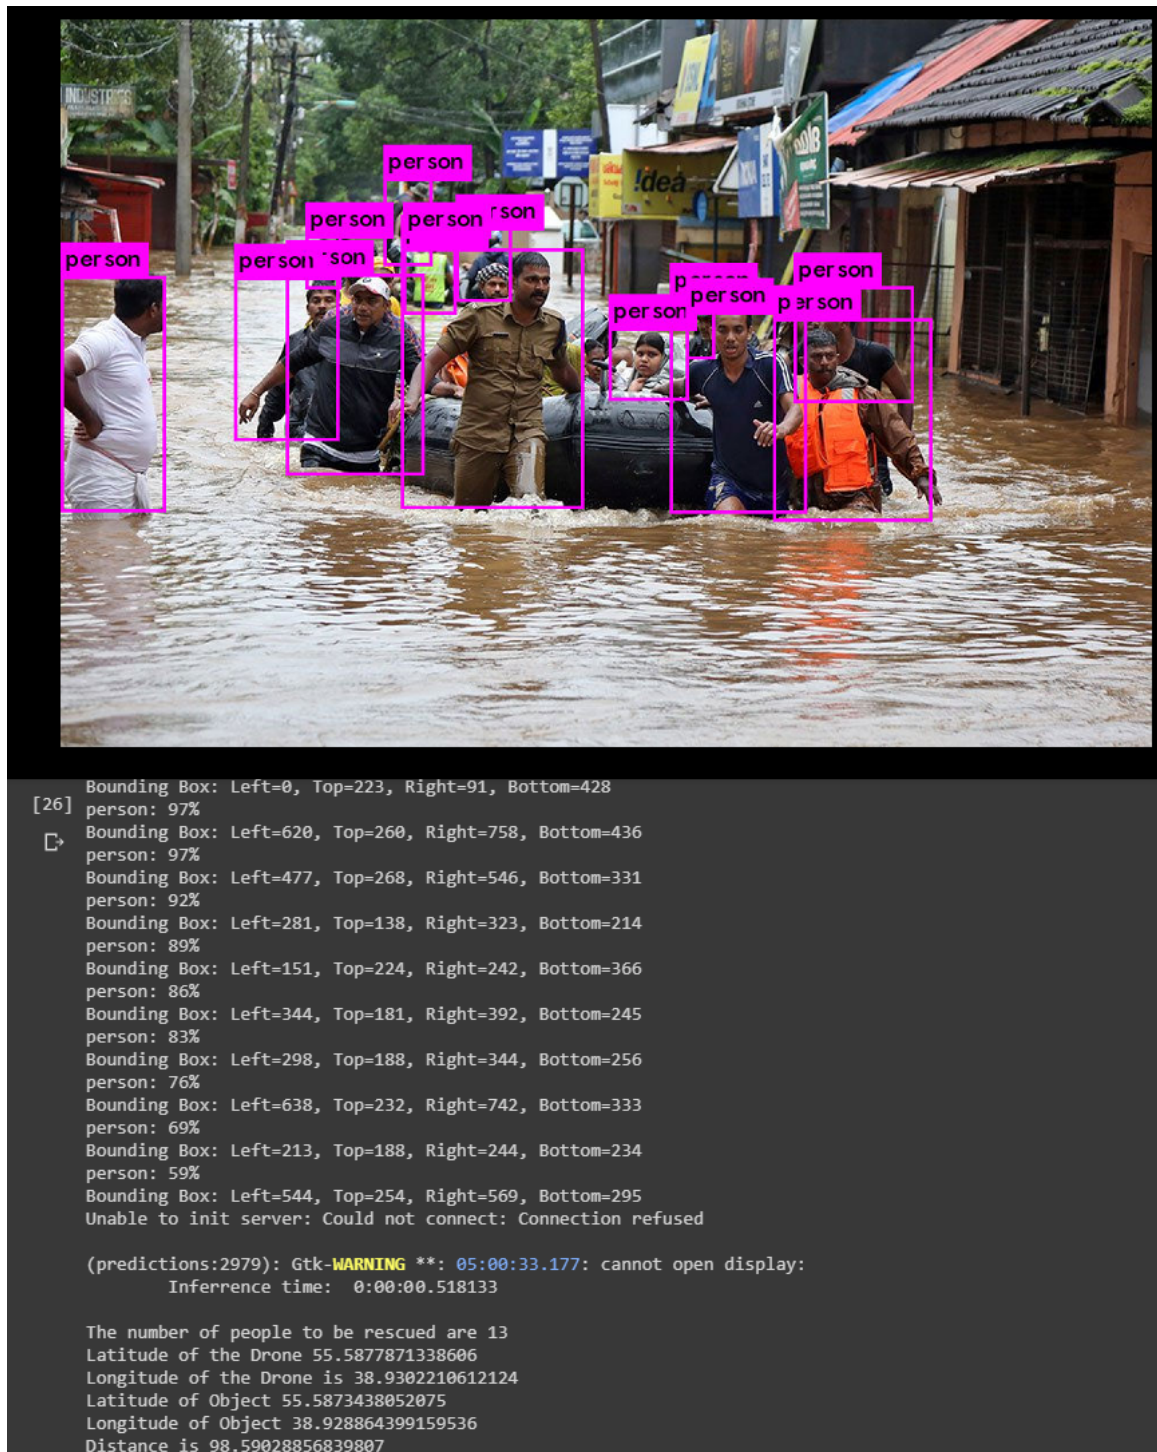 INDUSTRIES
person
person
person
person
son
person
person
son
!dea
person
person
person
person
person
Bounding Box: Left=0, Top=223, Right=91, Bottom=428
[26] person: 97%
Bounding Box: Left=620, Top=260, Right=758, Bottom=436
person: 97%
Bounding Box: Left=477, Top=268, Right=546, Bottom=331
person: 92%
Bounding Box: Left=281, Top=138, Right=323, Bottom=214
person: 89%
Bounding Box: Left=151, Top=224, Right=242, Bottom=366
person: 86%
Bounding Box: Left=344, Top=181, Right=392, Bottom=245
person: 83%
Bounding Box: Left=298, Top=188, Right=344, Bottom=256
person: 76%
Bounding Box: Left=638, Top=232, Right=742, Bottom=333
person: 69%
Bounding Box: Left=213, Top=188, Right=244, Bottom=234
person: 59%
Bounding Box: Left=544, Top=254, Right=569, Bottom=295
Unable to init server: Could not connect: Connection refused
(predictions:2979): Gtk-WARNING **: 05:00:33.177: cannot open display:
Inferrence time: 0:00:00.518133
The number of people to be rescued are 13
Latitude of the Drone 55.5877871338606
Longitude of the Drone is 38.9302210612124
Latitude of Object 55.5873438052075
Longitude of Object 38.928864399159536
Distance is 98.59028856839807